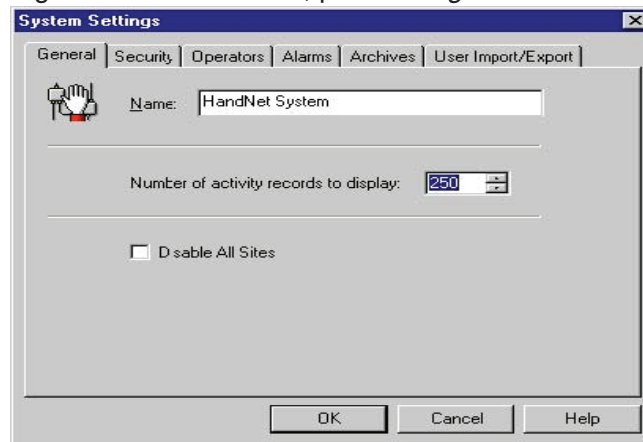 System Settings
General Security Operators Alarms Archives User Import/Export
Name: HandNet System
Number of activity records to display: 250
Disable All Sites
OK Cancel Help